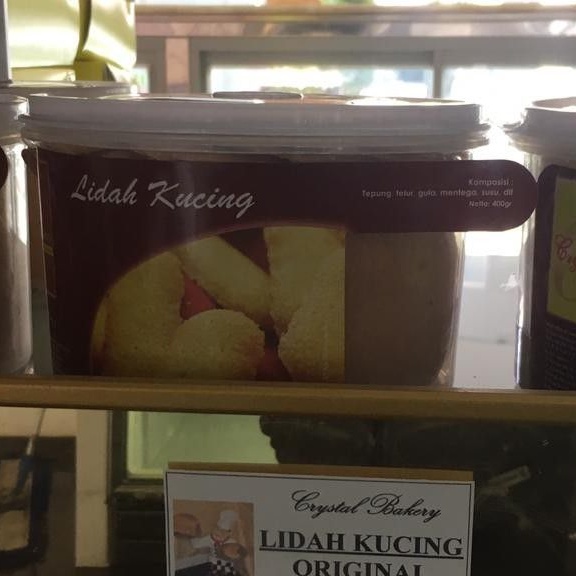 Lidah Kucing
Komposisi :
Tepung, telur, gula, mentega, susu, dll
Netto: 400gr
Crystal Bakery
LIDAH KUCING
ORIGINAL